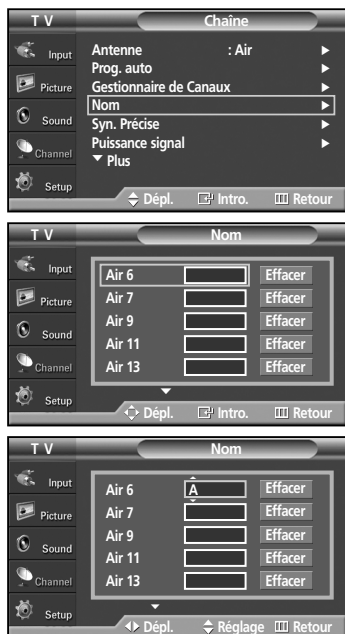 T V Chaîne
Input
Picture
Sound
Channel
Setup
Antenne : Air
Prog. auto
Gestionnaire de Canaux
Nom
Syn. Précise
Puissance signal
Plus
Dépl. Intro. Retour
T V Nom
Input
Picture
Sound
Channel
Setup
Air 6 Effacer
Air 7 Effacer
Air 9 Effacer
Air 11 Effacer
Air 13 Effacer
Dépl. Intro. Retour
T V Nom
Input
Picture
Sound
Channel
Setup
Air 6 A Effacer
Air 7 Effacer
Air 9 Effacer
Air 11 Effacer
Air 13 Effacer
Dépl. Réglage Retour